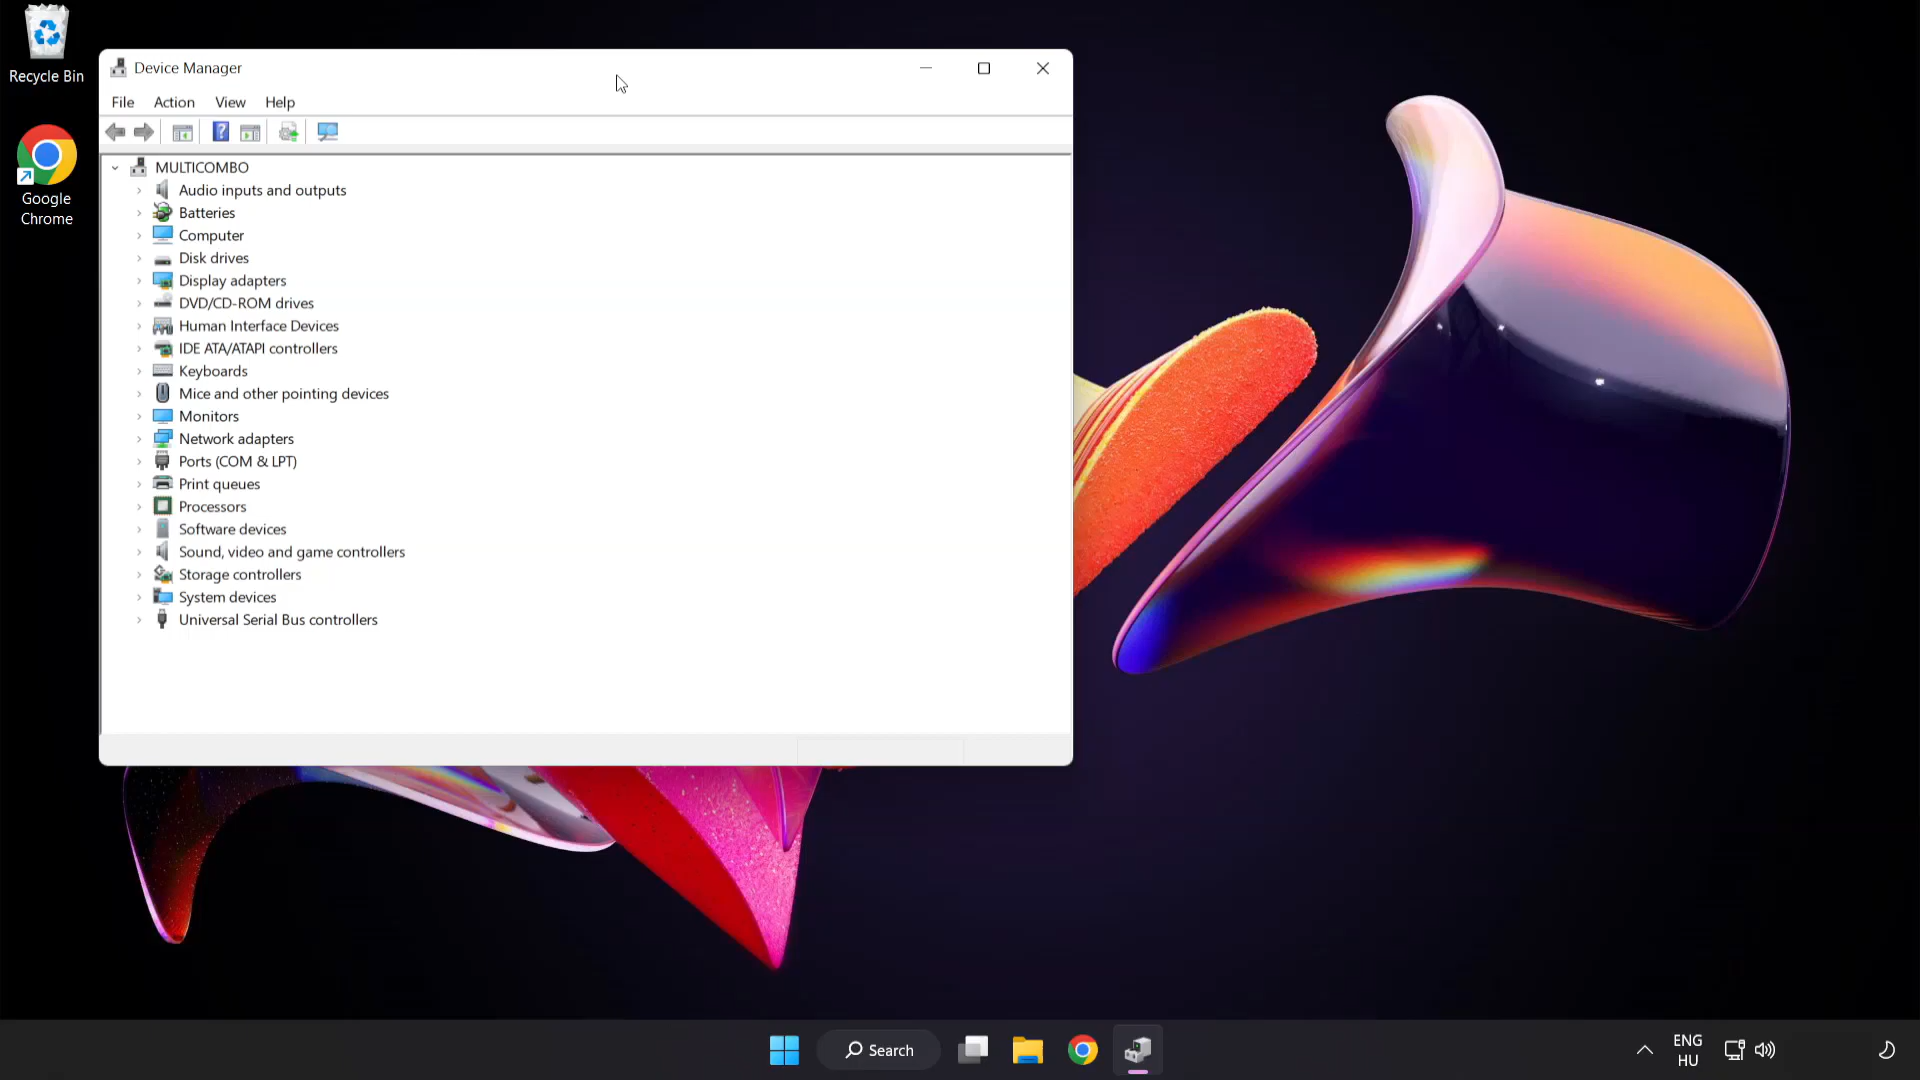 Recycle Bin
Google
Chrome
Device Manager
File Action View Help
MULTICOMBO
Audio inputs and outputs
Batteries
Computer
Disk drives
Display adapters
DVD/CD-ROM drives
Human Interface Devices
IDE ATA/ATAPI controllers
Keyboards
Mice and other pointing devices
Monitors
Network adapters
Ports (COM & LPT)
Print queues
Processors
Software devices
Sound, video and game controllers
Storage controllers
System devices
Universal Serial Bus controllers
Search
ENG
HU